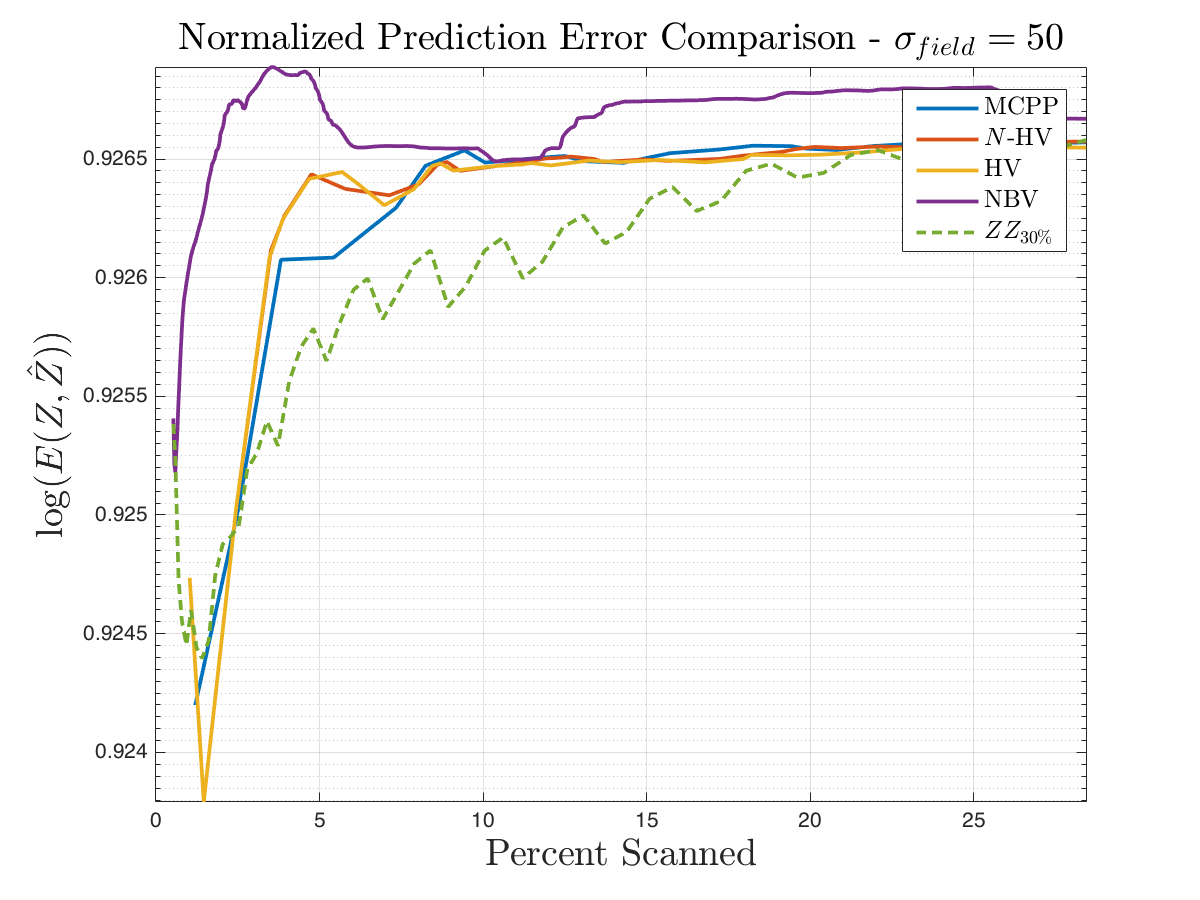 Normalized Prediction Error Comparison - σ_field = 50
log(E(Z, Ẑ))
0.9265
0.926
0.9255
0.925
0.9245
0.924
MCPP
N-HV
HV
NBV
ZZ_30%
0 5 10 15 20 25
Percent Scanned